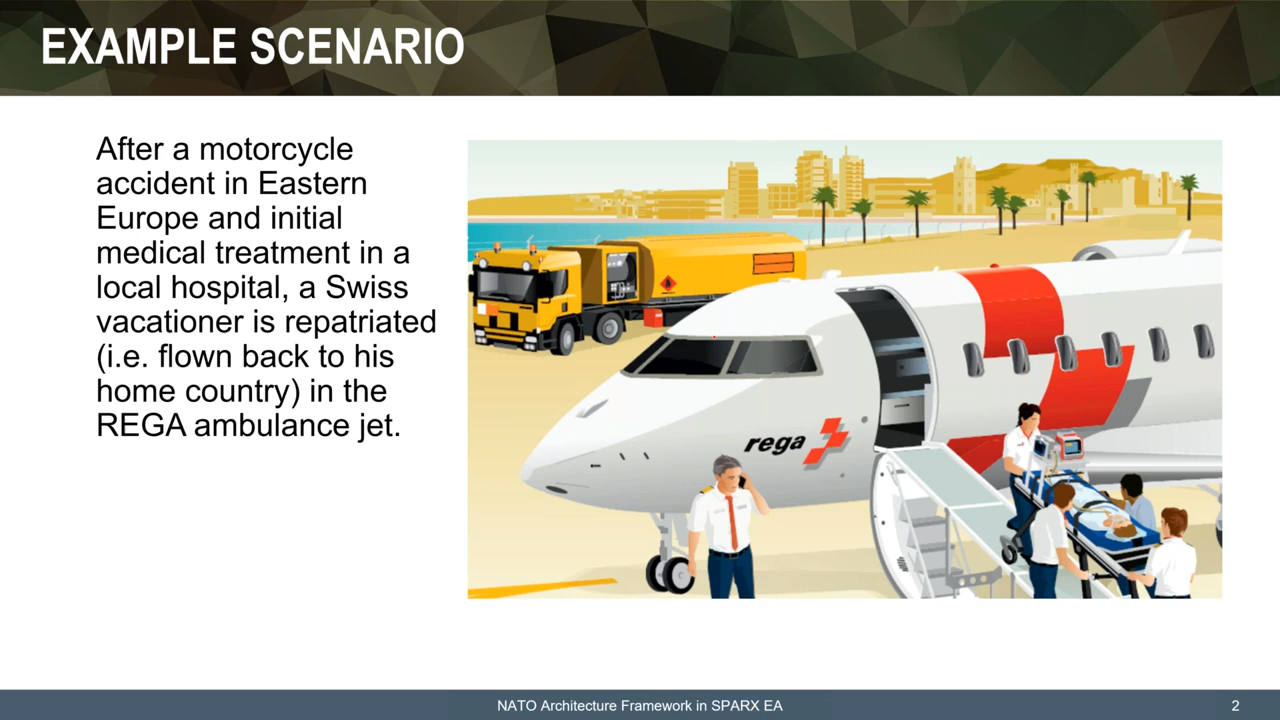 EXAMPLE SCENARIO
After a motorcycle
accident in Eastern
Europe and initial
medical treatment in a
local hospital, a Swiss
vacationer is repatriated
(i.e. flown back to his
home country) in the
REGA ambulance jet.
rega
NATO Architecture Framework in SPARX EA
2